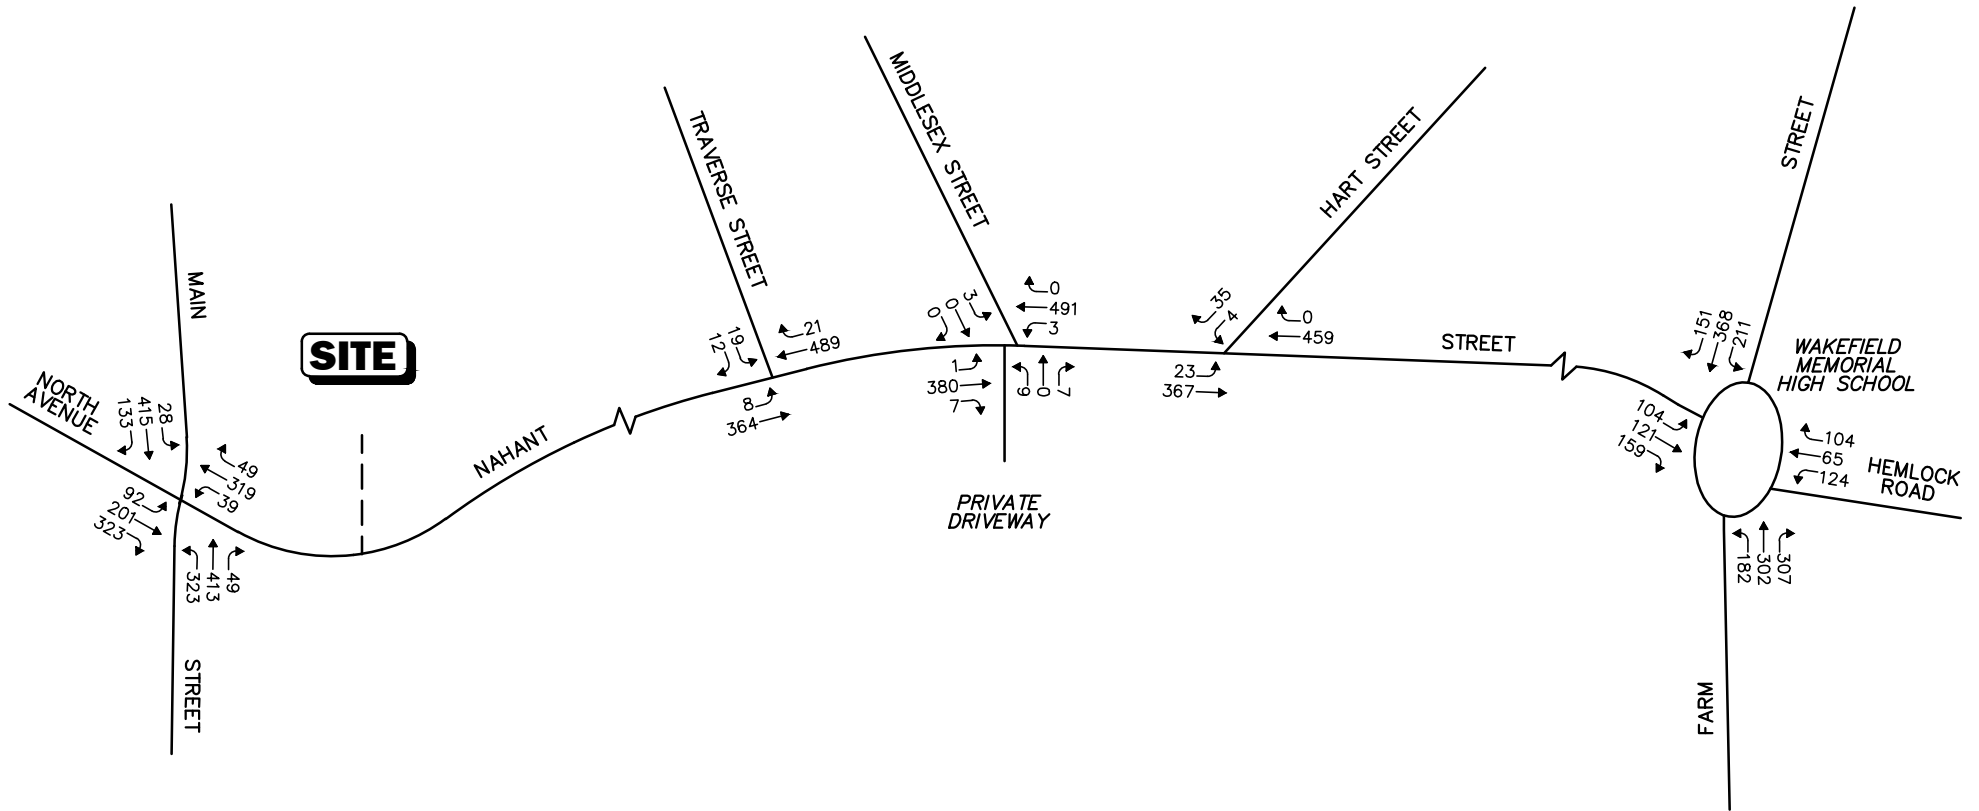 MAIN
STREET
NORTH
AVENUE
SITE
133
415
28
49
319
39
92
201
323
323
413
49
NAHANT
STREET
TRAVERSE STREET
12
19
21
489
8
364
MIDDLESEX STREET
0
0
3
0
491
3
1
380
7
9
0
7
PRIVATE
DRIVEWAY
HART STREET
35
4
0
459
23
367
STREET
FARM
151
368
211
WAKEFIELD
MEMORIAL
HIGH SCHOOL
104
121
159
104
65
124
HEMLOCK
ROAD
182
302
307